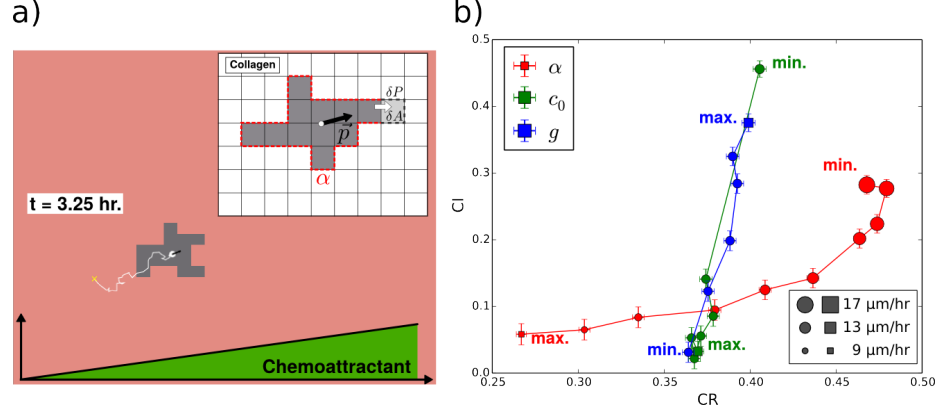 a)
Collagen
δP
δA
p
α
t = 3.25 hr.
Chemoattractant
b)
α
c0
g
min.
max.
min.
max.
min.
max.
17 μm/hr
13 μm/hr
9 μm/hr
CI
0.5
0.4
0.3
0.2
0.1
0.0
0.25 0.30 0.35 0.40 0.45 0.50
CR